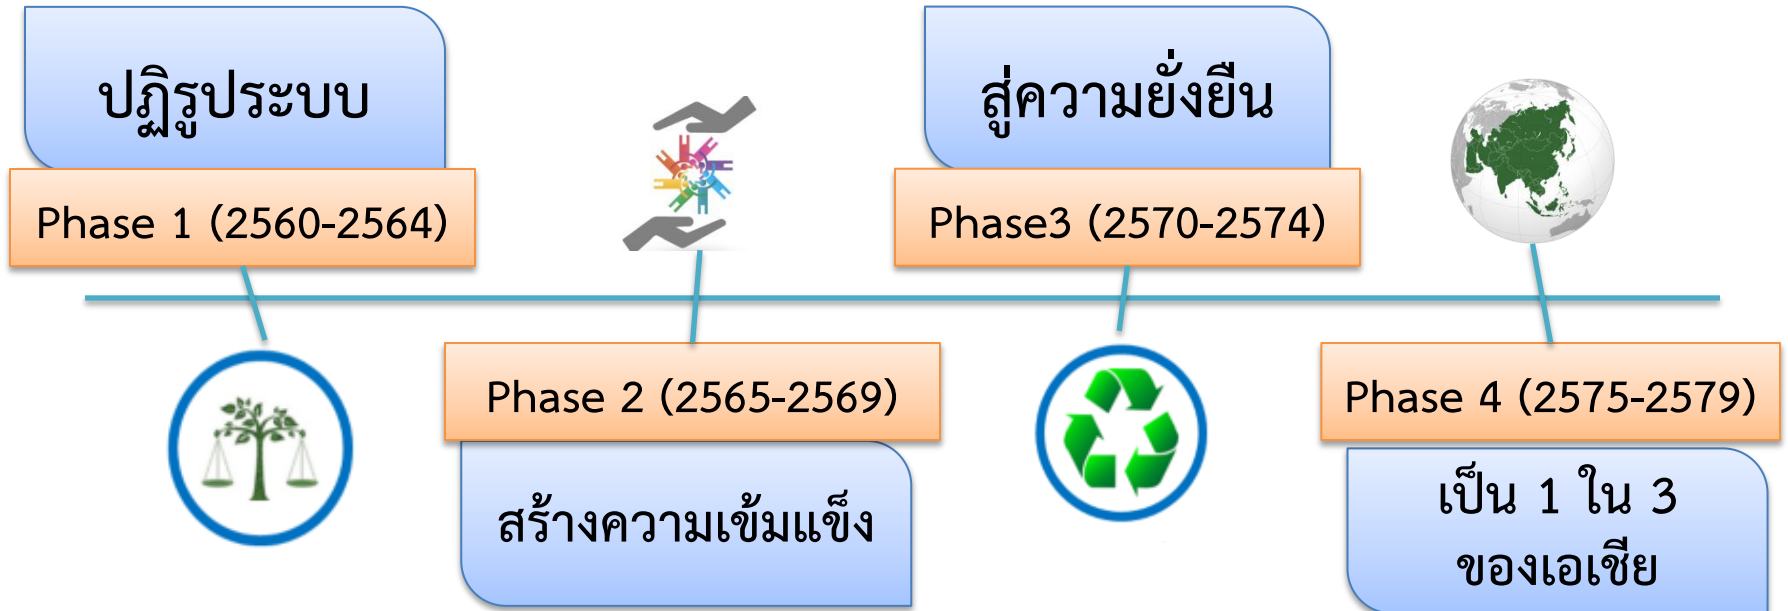 ปฏิรูประบบ
Phase 1 (2560-2564)
Phase 2 (2565-2569)
สร้างความเข้มแข็ง
สู่ความยั่งยืน
Phase3 (2570-2574)
Phase 4 (2575-2579)
เป็น 1 ใน 3
ของเอเชีย